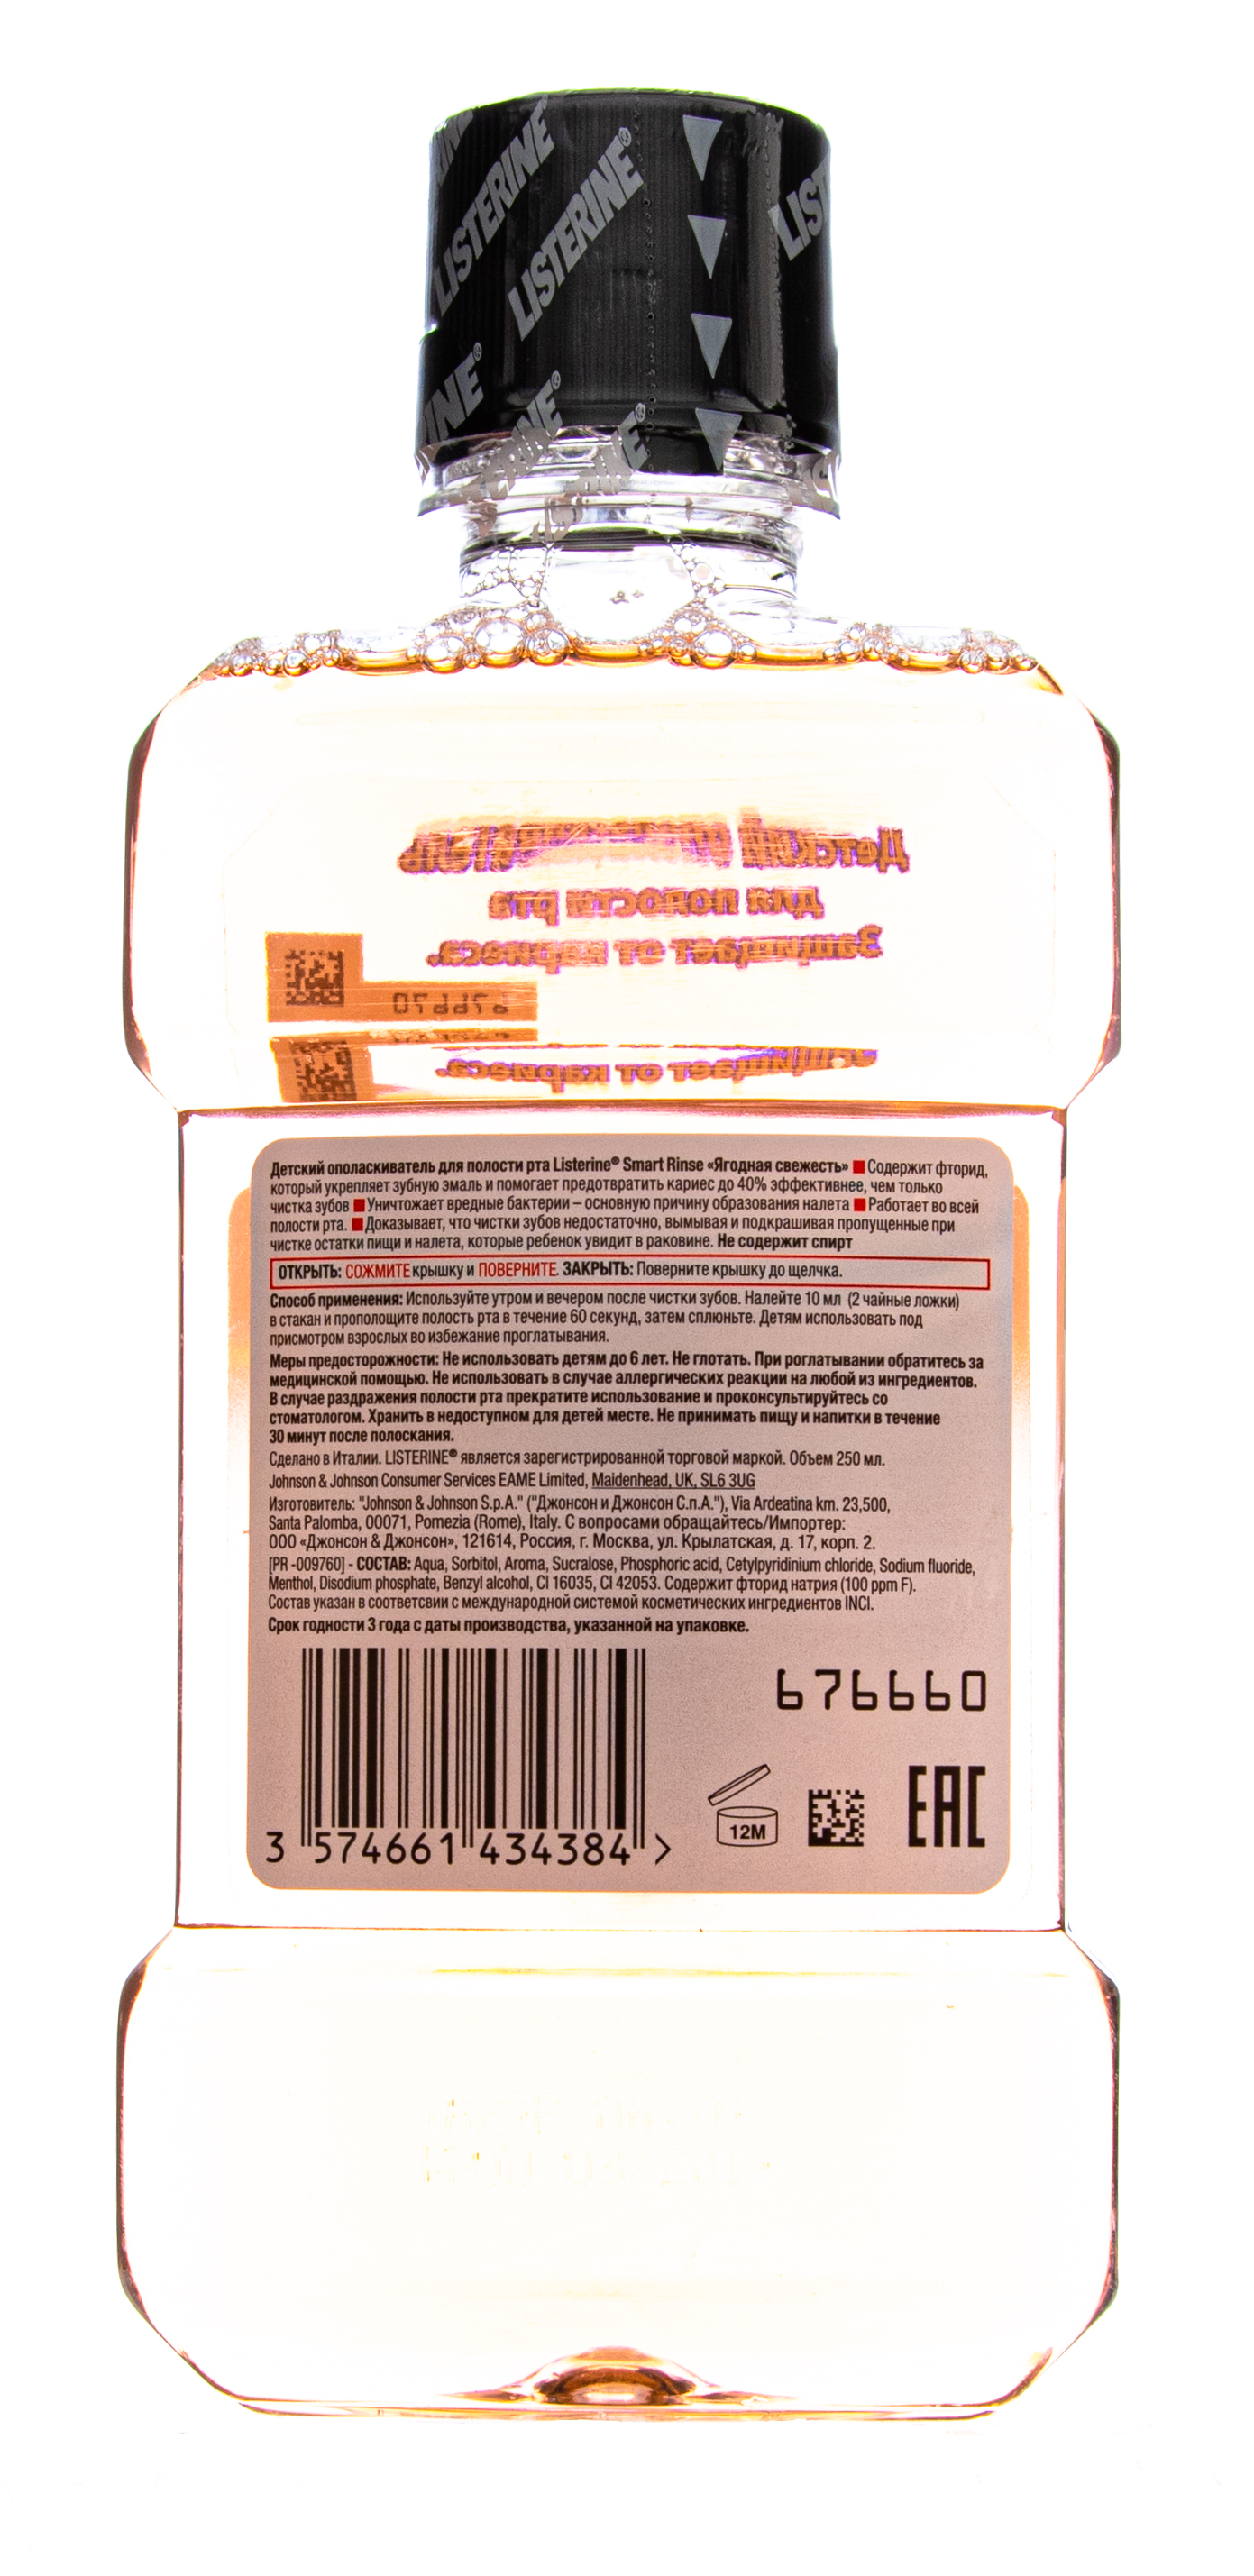 LISTERINE®
LISTERINE®
LIS
INE®
Детский ополаскиватель
для полости рта
Защищает от кариеса.
Детский ополаскиватель для полости рта Listerine® Smart Rinse «Ягодная свежесть» ■ Содержит фторид,
который укрепляет зубную эмаль и помогает предотвратить кариес до 40% эффективнее, чем только
чистка зубов ■ Уничтожает вредные бактерии – основную причину образования налета ■ Работает во всей
полости рта. ■ Доказывает, что чистки зубов недостаточно, вымывая и подкрашивая пропущенные при
чистке остатки пищи и налета, которые ребенок увидит в раковине. Не содержит спирт
ОТКРЫТЬ: СОЖМИТЕ крышку и ПОВЕРНИТЕ. ЗАКРЫТЬ: Поверните крышку до щелчка.
Способ применения: Используйте утром и вечером после чистки зубов. Налейте 10 мл (2 чайные ложки)
в стакан и прополощите полость рта в течение 60 секунд, затем сплюньте. Детям использовать под
присмотром взрослых во избежание проглатывания.
Меры предосторожности: Не использовать детям до 6 лет. Не глотать. При роглатывании обратитесь за
медицинской помощью. Не использовать в случае аллергических реакции на любой из ингредиентов.
В случае раздражения полости рта прекратите использование и проконсультируйтесь со
стоматологом. Хранить в недоступном для детей месте. Не принимать пищу и напитки в течение
30 минут после полоскания.
Сделано в Италии. LISTERINE® является зарегистрированной торговой маркой. Объем 250 мл.
Johnson & Johnson Consumer Services EAME Limited, Maidenhead, UK, SL6 3UG
Изготовитель: "Johnson & Johnson S.p.A." ("Джонсон и Джонсон С.п.А."), Via Ardeatina km. 23,500,
Santa Palomba, 00071, Pomezia (Rome), Italy. С вопросами обращайтесь/Импортер:
ООО «Джонсон & Джонсон», 121614, Россия, г. Москва, ул. Крылатская, д. 17, корп. 2.
[PR -009760] - СОСТАВ: Aqua, Sorbitol, Aroma, Sucralose, Phosphoric acid, Cetylpyridinium chloride, Sodium fluoride,
Menthol, Disodium phosphate, Benzyl alcohol, CI 16035, CI 42053. Содержит фторид натрия (100 ppm F).
Состав указан в соответсвии с международной системой косметических ингредиентов INCI.
Срок годности 3 года с даты производства, указанной на упаковке.
676660
12M
EAC
3 574661 434384 >